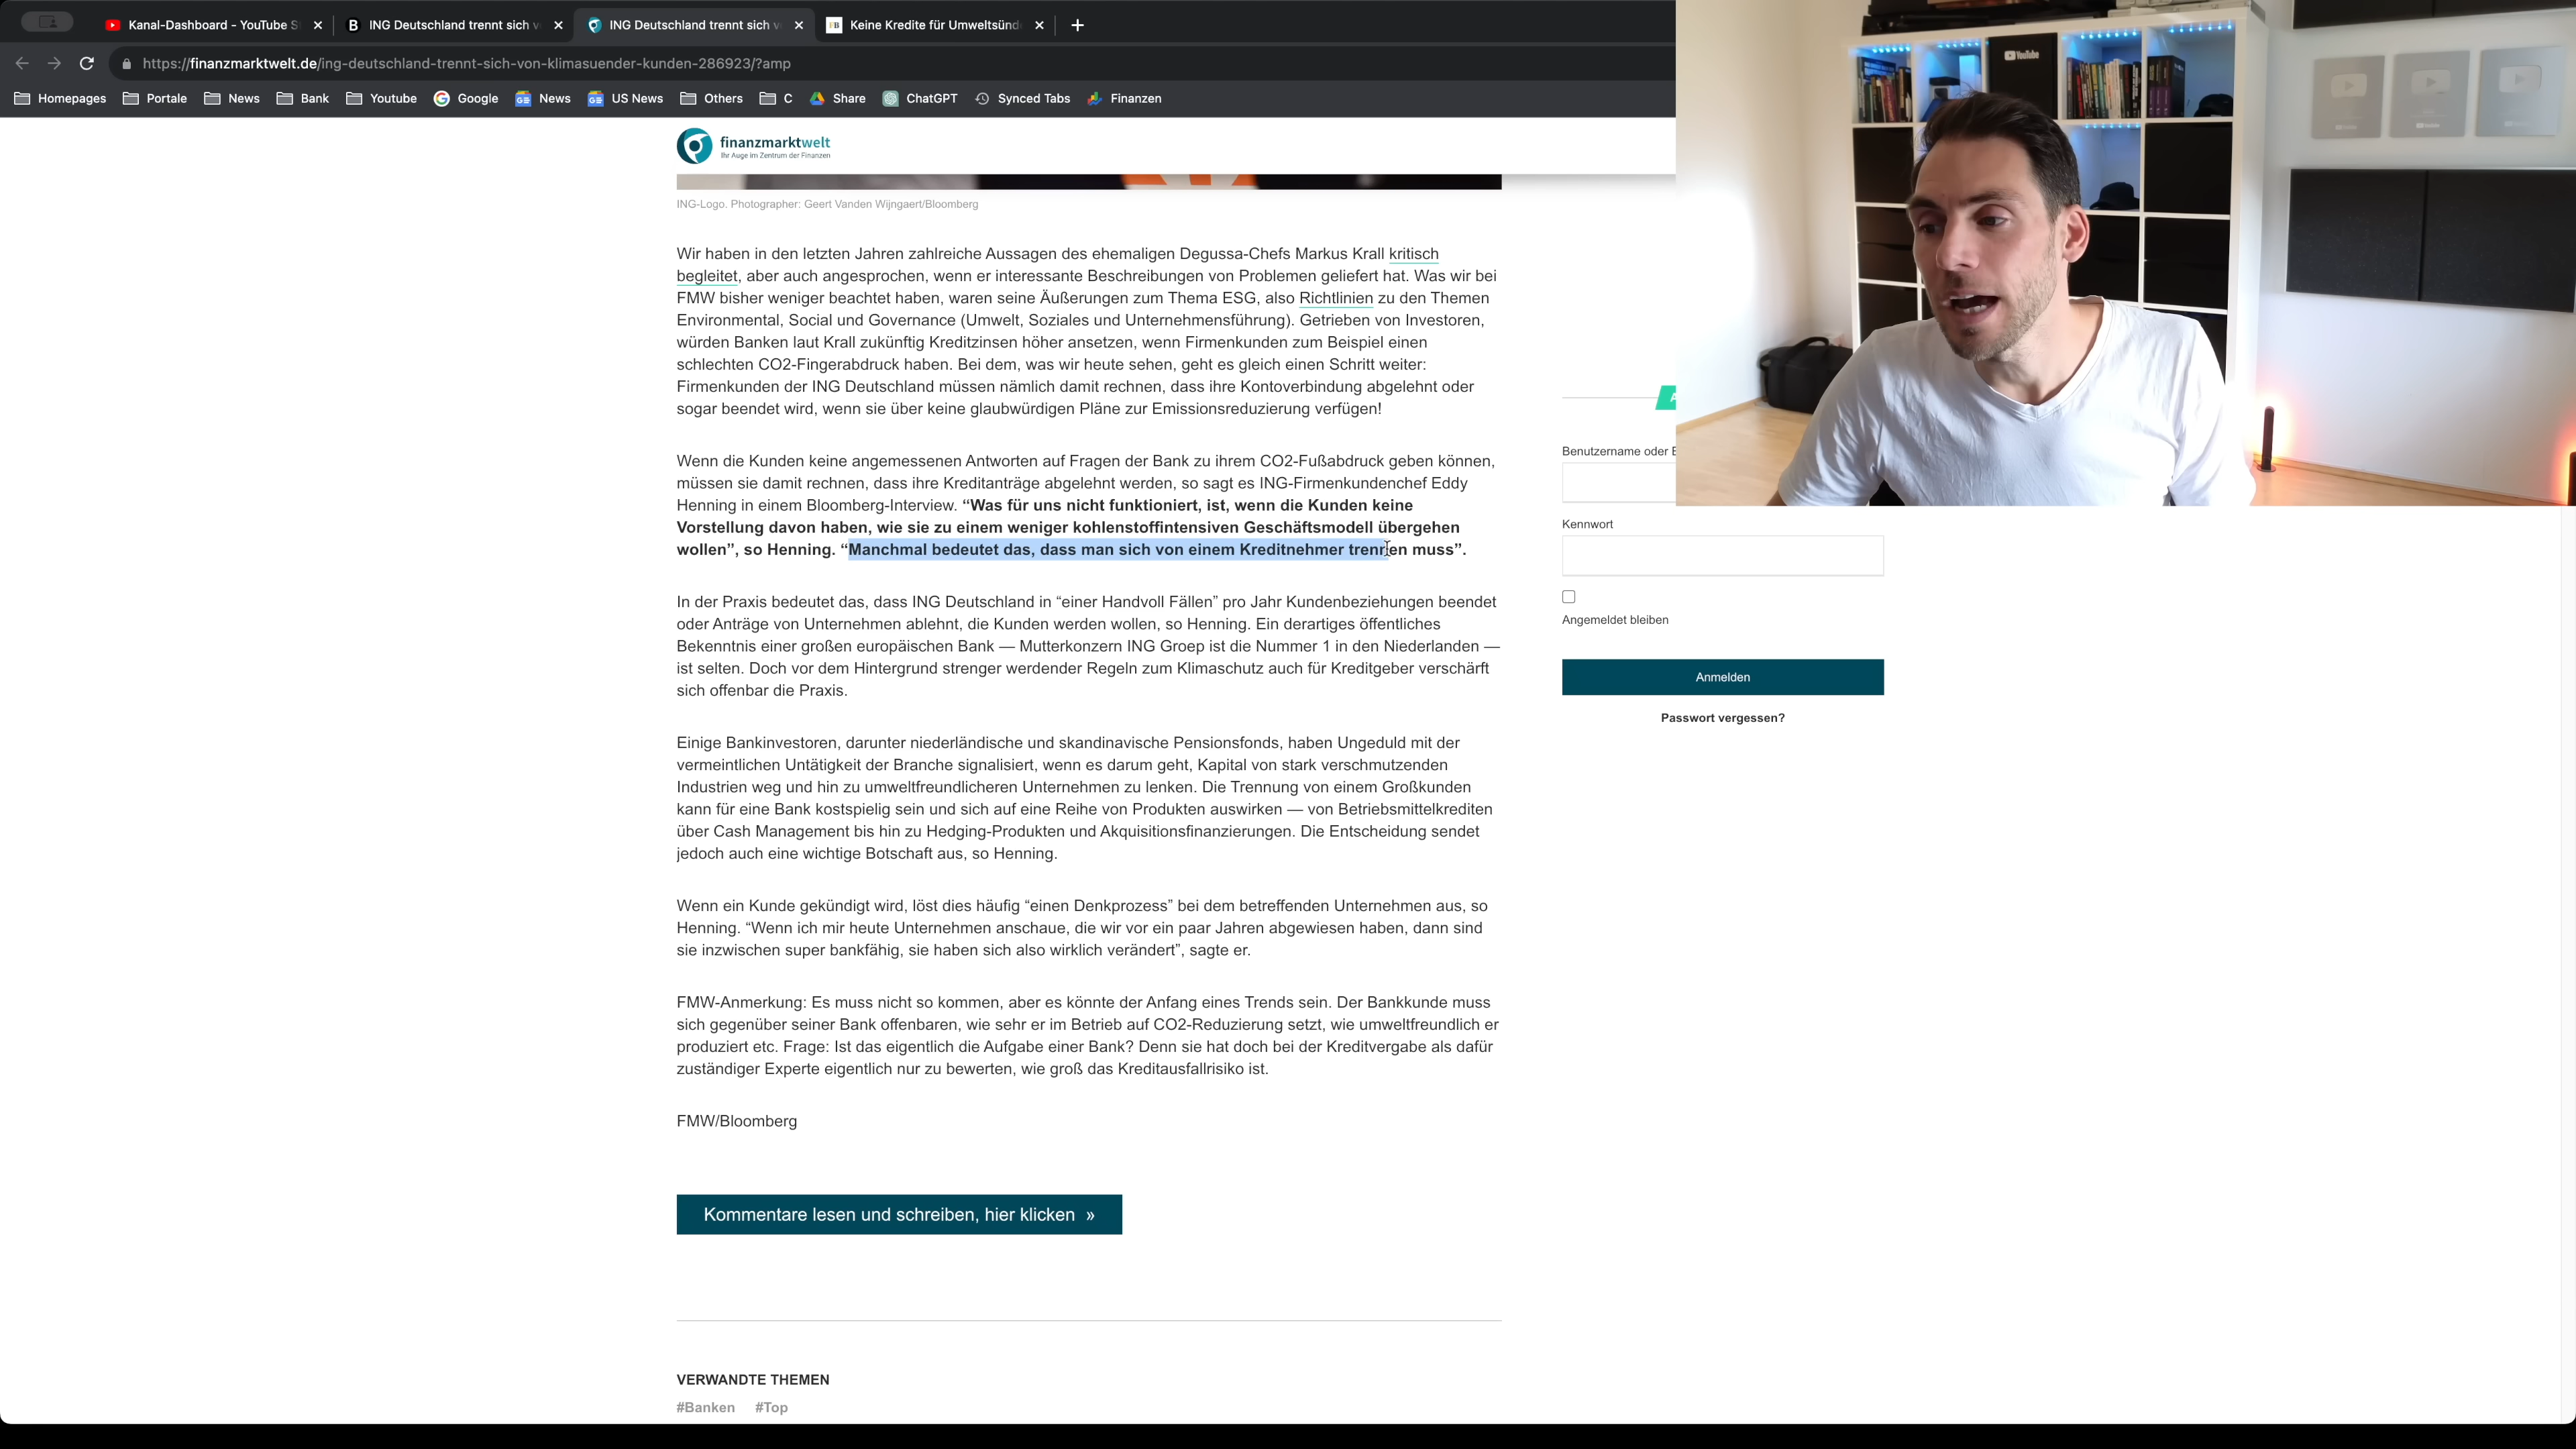 Kanal-Dashboard - YouTube S
ING Deutschland trennt sich v
ING Deutschland trennt sich v
Keine Kredite für Umweltsünd
https://finanzmarktwelt.de/ing-deutschland-trennt-sich-von-klimasuender-kunden-286923/?amp
Homepages Portale News Bank Youtube Google News US News Others C Share ChatGPT Synced Tabs Finanzen
YouTube
finanzmarktwelt
Ihr Auge im Zentrum der Finanzen
ING-Logo. Photographer: Geert Vanden Wijngaert/Bloomberg
Wir haben in den letzten Jahren zahlreiche Aussagen des ehemaligen Degussa-Chefs Markus Krall kritisch
begleitet, aber auch angesprochen, wenn er interessante Beschreibungen von Problemen geliefert hat. Was wir bei
FMW bisher weniger beachtet haben, waren seine Äußerungen zum Thema ESG, also Richtlinien zu den Themen
Environmental, Social und Governance (Umwelt, Soziales und Unternehmensführung). Getrieben von Investoren,
würden Banken laut Krall zukünftig Kreditzinsen höher ansetzen, wenn Firmenkunden zum Beispiel einen
schlechten CO2-Fingerabdruck haben. Bei dem, was wir heute sehen, geht es gleich einen Schritt weiter:
Firmenkunden der ING Deutschland müssen nämlich damit rechnen, dass ihre Kontoverbindung abgelehnt oder
sogar beendet wird, wenn sie über keine glaubwürdigen Pläne zur Emissionsreduzierung verfügen!
Wenn die Kunden keine angemessenen Antworten auf Fragen der Bank zu ihrem CO2-Fußabdruck geben können,
müssen sie damit rechnen, dass ihre Kreditanträge abgelehnt werden, so sagt es ING-Firmenkundenchef Eddy
Henning in einem Bloomberg-Interview. “Was für uns nicht funktioniert, ist, wenn die Kunden keine
Vorstellung davon haben, wie sie zu einem weniger kohlenstoffintensiven Geschäftsmodell übergehen
wollen”, so Henning. “Manchmal bedeutet das, dass man sich von einem Kreditnehmer trennen muss”.
In der Praxis bedeutet das, dass ING Deutschland in “einer Handvoll Fällen” pro Jahr Kundenbeziehungen beendet
oder Anträge von Unternehmen ablehnt, die Kunden werden wollen, so Henning. Ein derartiges öffentliches
Bekenntnis einer großen europäischen Bank — Mutterkonzern ING Groep ist die Nummer 1 in den Niederlanden —
ist selten. Doch vor dem Hintergrund strenger werdender Regeln zum Klimaschutz auch für Kreditgeber verschärft
sich offenbar die Praxis.
Einige Bankinvestoren, darunter niederländische und skandinavische Pensionsfonds, haben Ungeduld mit der
vermeintlichen Untätigkeit der Branche signalisiert, wenn es darum geht, Kapital von stark verschmutzenden
Industrien weg und hin zu umweltfreundlicheren Unternehmen zu lenken. Die Trennung von einem Großkunden
kann für eine Bank kostspielig sein und sich auf eine Reihe von Produkten auswirken — von Betriebsmittelkrediten
über Cash Management bis hin zu Hedging-Produkten und Akquisitionsfinanzierungen. Die Entscheidung sendet
jedoch auch eine wichtige Botschaft aus, so Henning.
Wenn ein Kunde gekündigt wird, löst dies häufig “einen Denkprozess” bei dem betreffenden Unternehmen aus, so
Henning. “Wenn ich mir heute Unternehmen anschaue, die wir vor ein paar Jahren abgewiesen haben, dann sind
sie inzwischen super bankfähig, sie haben sich also wirklich verändert”, sagte er.
FMW-Anmerkung: Es muss nicht so kommen, aber es könnte der Anfang eines Trends sein. Der Bankkunde muss
sich gegenüber seiner Bank offenbaren, wie sehr er im Betrieb auf CO2-Reduzierung setzt, wie umweltfreundlich er
produziert etc. Frage: Ist das eigentlich die Aufgabe einer Bank? Denn sie hat doch bei der Kreditvergabe als dafür
zuständiger Experte eigentlich nur zu bewerten, wie groß das Kreditausfallrisiko ist.
FMW/Bloomberg
Kommentare lesen und schreiben, hier klicken »
VERWANDTE THEMEN
#Banken #Top
Benutzername oder E
Kennwort
Angemeldet bleiben
Anmelden
Passwort vergessen?